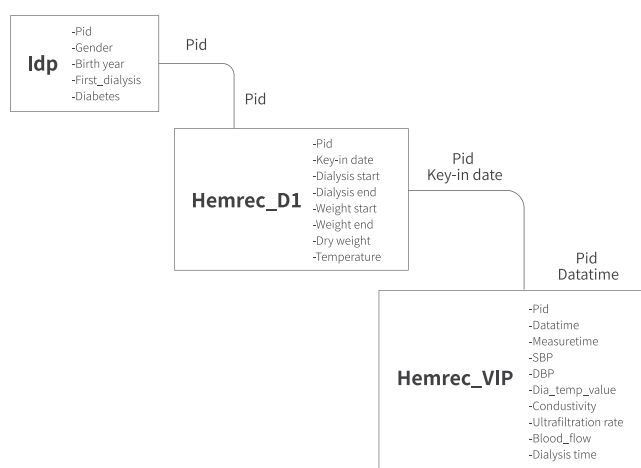 Idp
-Pid
-Gender
-Birth year
-First_dialysis
-Diabetes
Pid
Pid
Hemrec_D1
-Pid
-Key-in date
-Dialysis start
-Dialysis end
-Weight start
-Weight end
-Dry weight
-Temperature
Pid
Key-in date
Pid
Datatime
Hemrec_VIP
-Pid
-Datatime
-Measuretime
-SBP
-DBP
-Dia_temp_value
-Condustivity
-Ultrafiltration rate
-Blood_flow
-Dialysis time